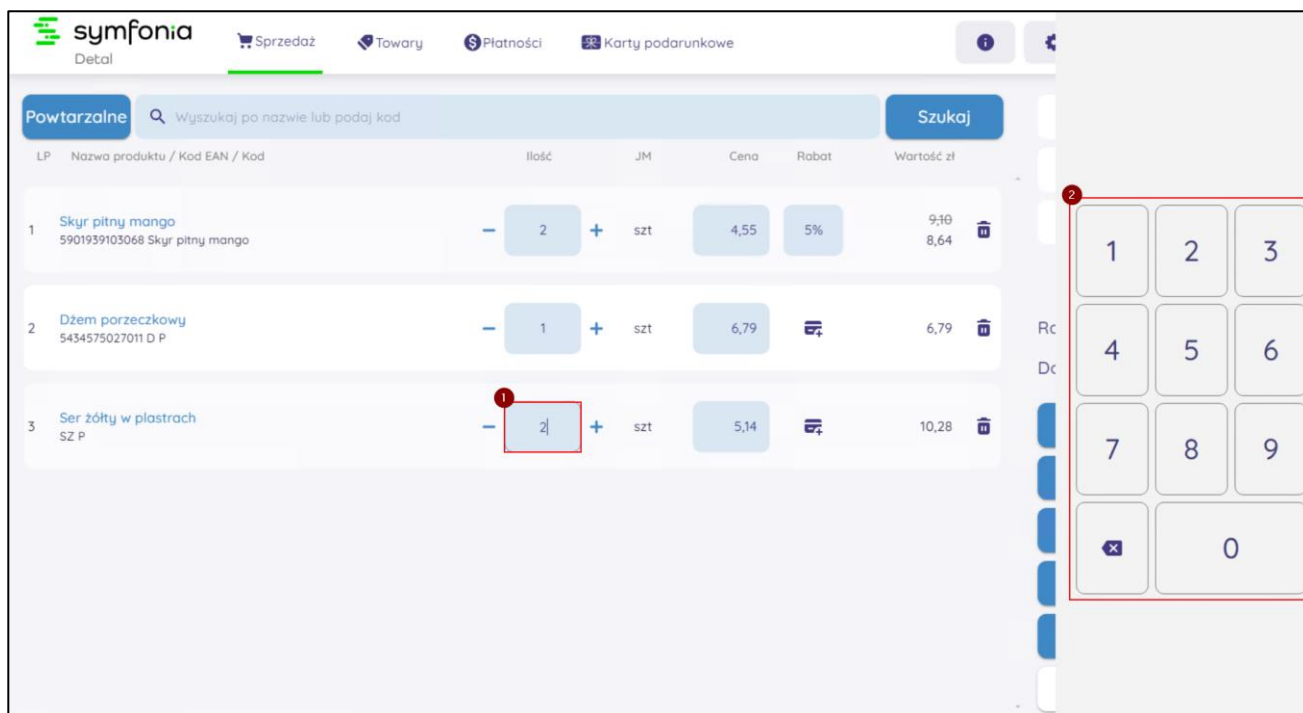 symfonia
Detal
Sprzedaż Towary Płatności Karty podarunkowe
Powtarzalne Wyszukaj po nazwie lub podaj kod Szukaj
LP Nazwa produktu / Kod EAN / Kod Ilość JM Cena Rabat Wartość zł
1 Skyr pitny mango 2 szt 4,55 5% 9,10
5901939103068 Skyr pitny mango 8,64
2 Dżem porzeczkowy 1 szt 6,79 6,79
5434575027011 D P
3 Ser żółty w plastrach 2 szt 5,14 10,28
SZ P
1
2
1 2 3
4 5 6
7 8 9
0